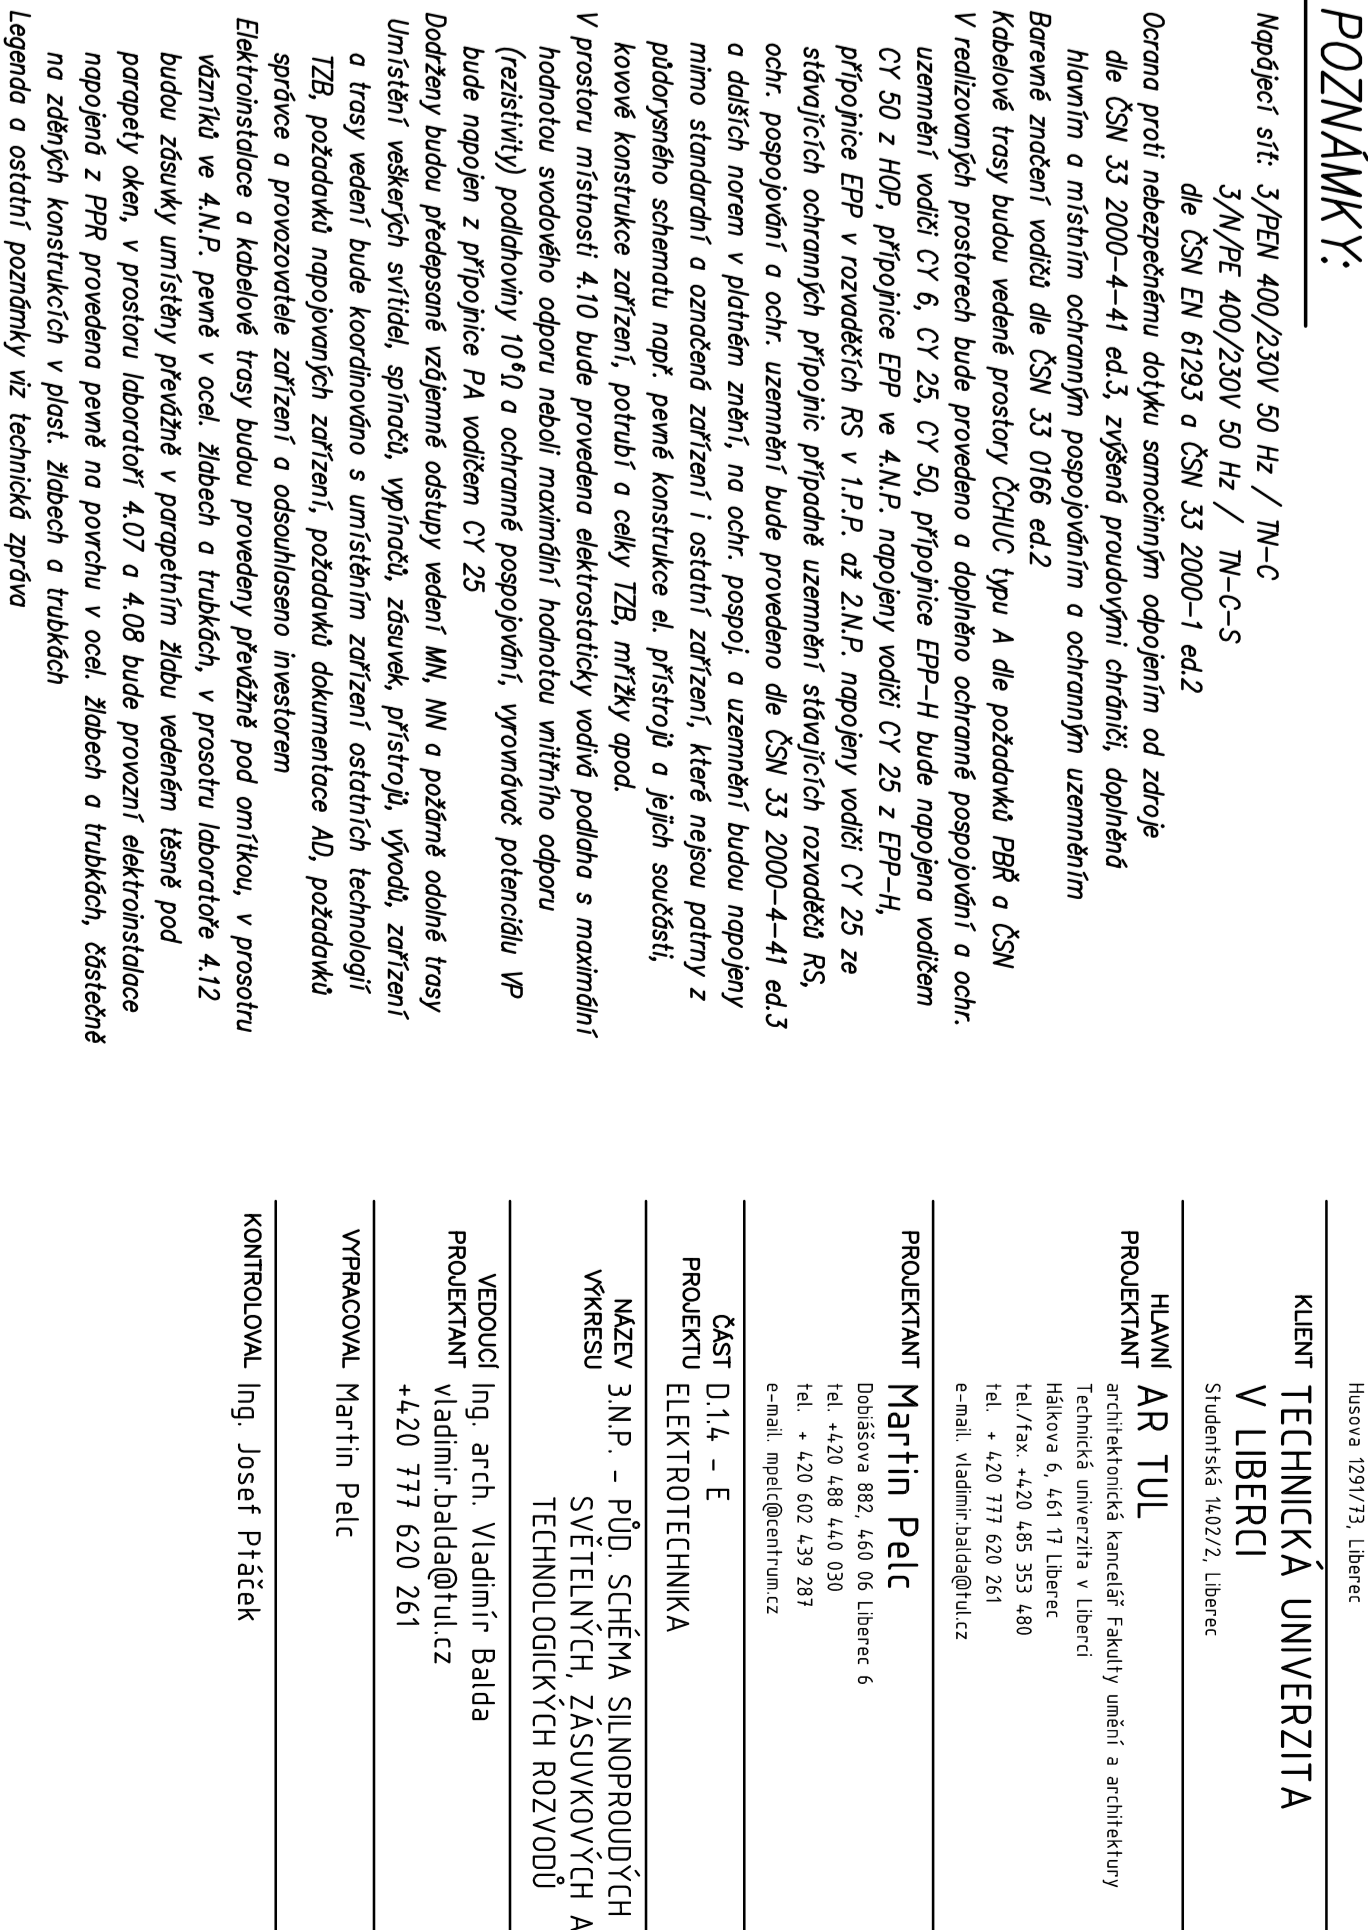 POZNÁMKY:
Napájecí síť: 3/PEN 400/230V 50 Hz / TN-C
3/N/PE 400/230V 50 Hz / TN-C-S
dle ČSN EN 61293 a ČSN 33 2000-1 ed.2
Ocrana proti nebezpečnému dotyku samočinným odpojením od zdroje
dle ČSN 33 2000-4-41 ed.3, zvýšená proudovými chrániči, doplněná
hlavním a místním ochranným pospojováním a ochranným uzemněním
Barevné značení vodičů dle ČSN 33 0166 ed.2
Kabelové trasy budou vedené prostory ČCHUC typu A dle požadavků PBŘ a ČSN
V realizovaných prostorech bude provedeno a doplněno ochranné pospojování a ochr.
uzemnění vodiči CY 6, CY 25, CY 50, přípojnice EPP-H bude napojena vodičem
CY 50 z HOP, přípojnice EPP ve 4.N.P. napojeny vodiči CY 25 z EPP-H,
přípojnice EPP v rozvaděčích RS v 1.P.P. až 2.N.P. napojeny vodiči CY 25 ze
stávajících ochranných přípojnic případně uzemnění stávajících rozvaděčů RS,
ochr. pospojování a ochr. uzemnění bude provedeno dle ČSN 33 2000-4-41 ed.3
a dalších norem v platném znění, na ochr. pospoj. a uzemnění budou napojeny
mimo standardní a označená zařízení i ostatní zařízení, které nejsou patrny z
půdorysného schematu např. pevné konstrukce el. přístrojů a jejich součásti,
kovové konstrukce zařízení, potrubí a celky TZB, mřížky apod.
V prostoru místnosti 4.10 bude provedena elektrostaticky vodivá podlaha s maximální
hodnotou svodového odporu neboli maximální hodnotou vnitřního odporu
(rezistivity) podlahoviny 10⁶Ω a ochranné pospojování, vyrovnávač potenciálu VP
bude napojen z přípojnice PA vodičem CY 25
Dodrženy budou předepsané vzájemné odstupy vedení MN, NN a požárně odolné trasy
Umístění veškerých svítidel, spínačů, vypínačů, zásuvek, přístrojů, vývodů, zařízení
a trasy vedení bude koordinováno s umístěním zařízení ostatních technologií
TZB, požadavků napojovaných zařízení, požadavků dokumentace AD, požadavků
správce a provozovatele zařízení a odsouhlaseno investorem
Elektroinstalace a kabelové trasy budou provedeny převážně pod omítkou, v prosotru
vázníků ve 4.N.P. pevně v ocel. žlabech a trubkách, v prosotru laboratoře 4.12
budou zásuvky umístěny převážně v parapetním žlabu vedeném těsně pod
parapety oken, v prostoru laboratoří 4.07 a 4.08 bude provozní elektroinstalace
napojená z PPR provedena pevně na povrchu v ocel. žlabech a trubkách, částečně
na zděných konstrukcích v plast. žlabech a trubkách
Legenda a ostatní poznámky viz technická zpráva
Husova 1291/73, Liberec
KLIENT TECHNICKÁ UNIVERZITA
V LIBERCI
Studentská 1402/2, Liberec
HLAVNÍ
PROJEKTANT
AR TUL
architektonická kancelář Fakulty umění a architektury
Technická univerzita v Liberci
Hálkova 6, 461 17 Liberec
tel./fax. +420 485 353 480
tel. + 420 777 620 261
e-mail. vladimir.balda@tul.cz
PROJEKTANT Martin Pelc
Dobiášova 882, 460 06 Liberec 6
tel. +420 488 440 030
tel. + 420 602 439 287
e-mail. mpelc@centrum.cz
ČÁST D.1.4 - E
PROJEKTU ELEKTROTECHNIKA
NÁZEV 3.N.P. - PŮD. SCHÉMA SILNOPROUDÝCH
VÝKRESU SVĚTELNÝCH, ZÁSUVKOVÝCH A
TECHNOLOGICKÝCH ROZVODŮ
VEDOUCÍ Ing. arch. Vladimír Balda
PROJEKTANT vladimir.balda@tul.cz
+420 777 620 261
VYPRACOVAL Martin Pelc
KONTROLOVAL Ing. Josef Ptáček